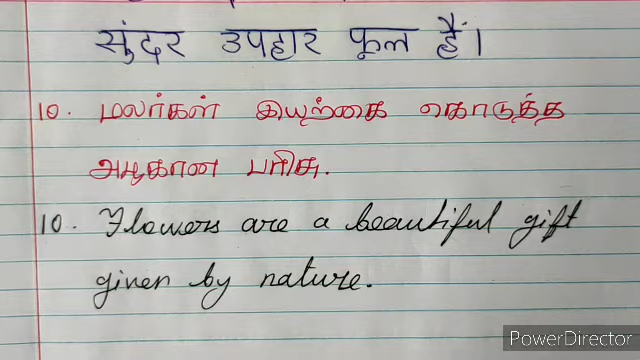 सुंदर उपहार फूल हैं।
10. மலர்கள் இயற்கை கொடுத்த
அழகான பரிசு.
10. Flowers are a beautiful gift
given by nature.
PowerDirector